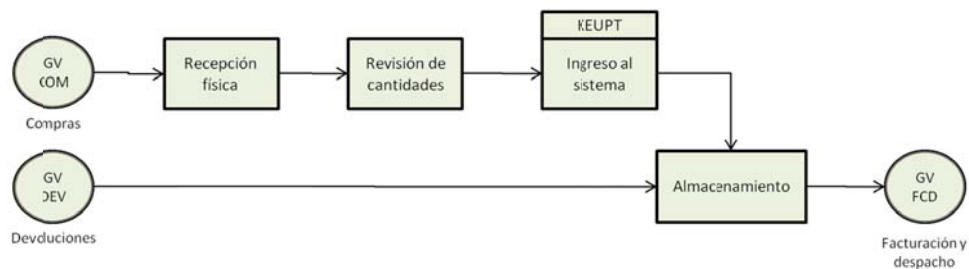 KEUPT
GV
COM
Recepción
física
Revisión de
cantidades
Ingreso al
sistema
Compras
GV
DEV
Almacenamiento
GV
FCD
Devoluciones
Facturación y
despacho